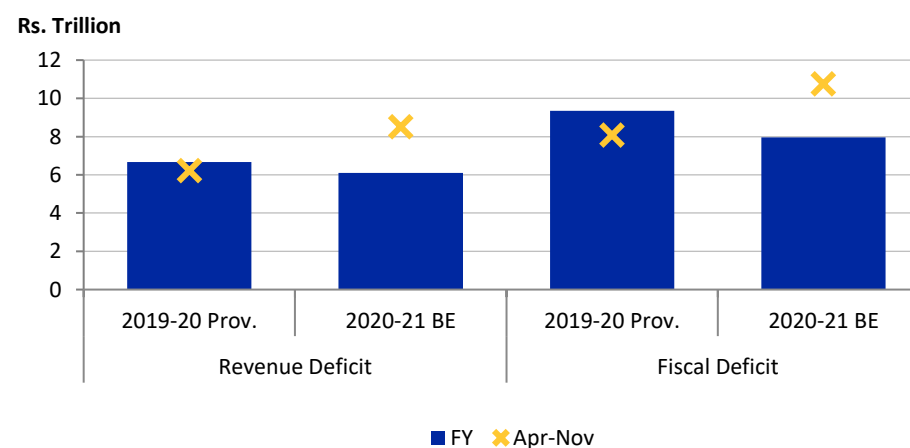 Rs. Trillion
12
10
8
6
4
2
0
2019-20 Prov.
2020-21 BE
2019-20 Prov.
2020-21 BE
Revenue Deficit
Fiscal Deficit
FY
Apr-Nov